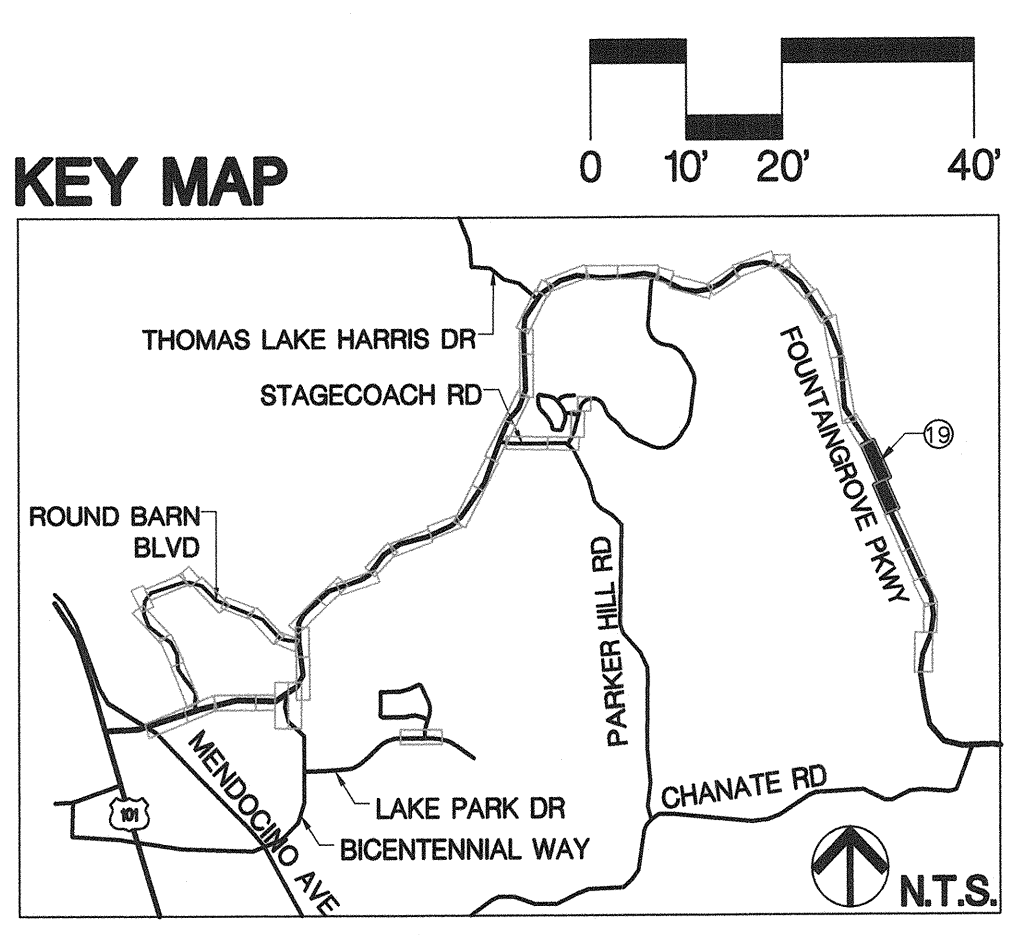 0 10' 20' 40'
KEY MAP
THOMAS LAKE HARRIS DR
STAGECOACH RD
FOUNTAINGROVE PKWY
19
ROUND BARN
BLVD
PARKER HILL RD
MENDOCINO AVE
CHANATE RD
LAKE PARK DR
101
BICENTENNIAL WAY
N.T.S.